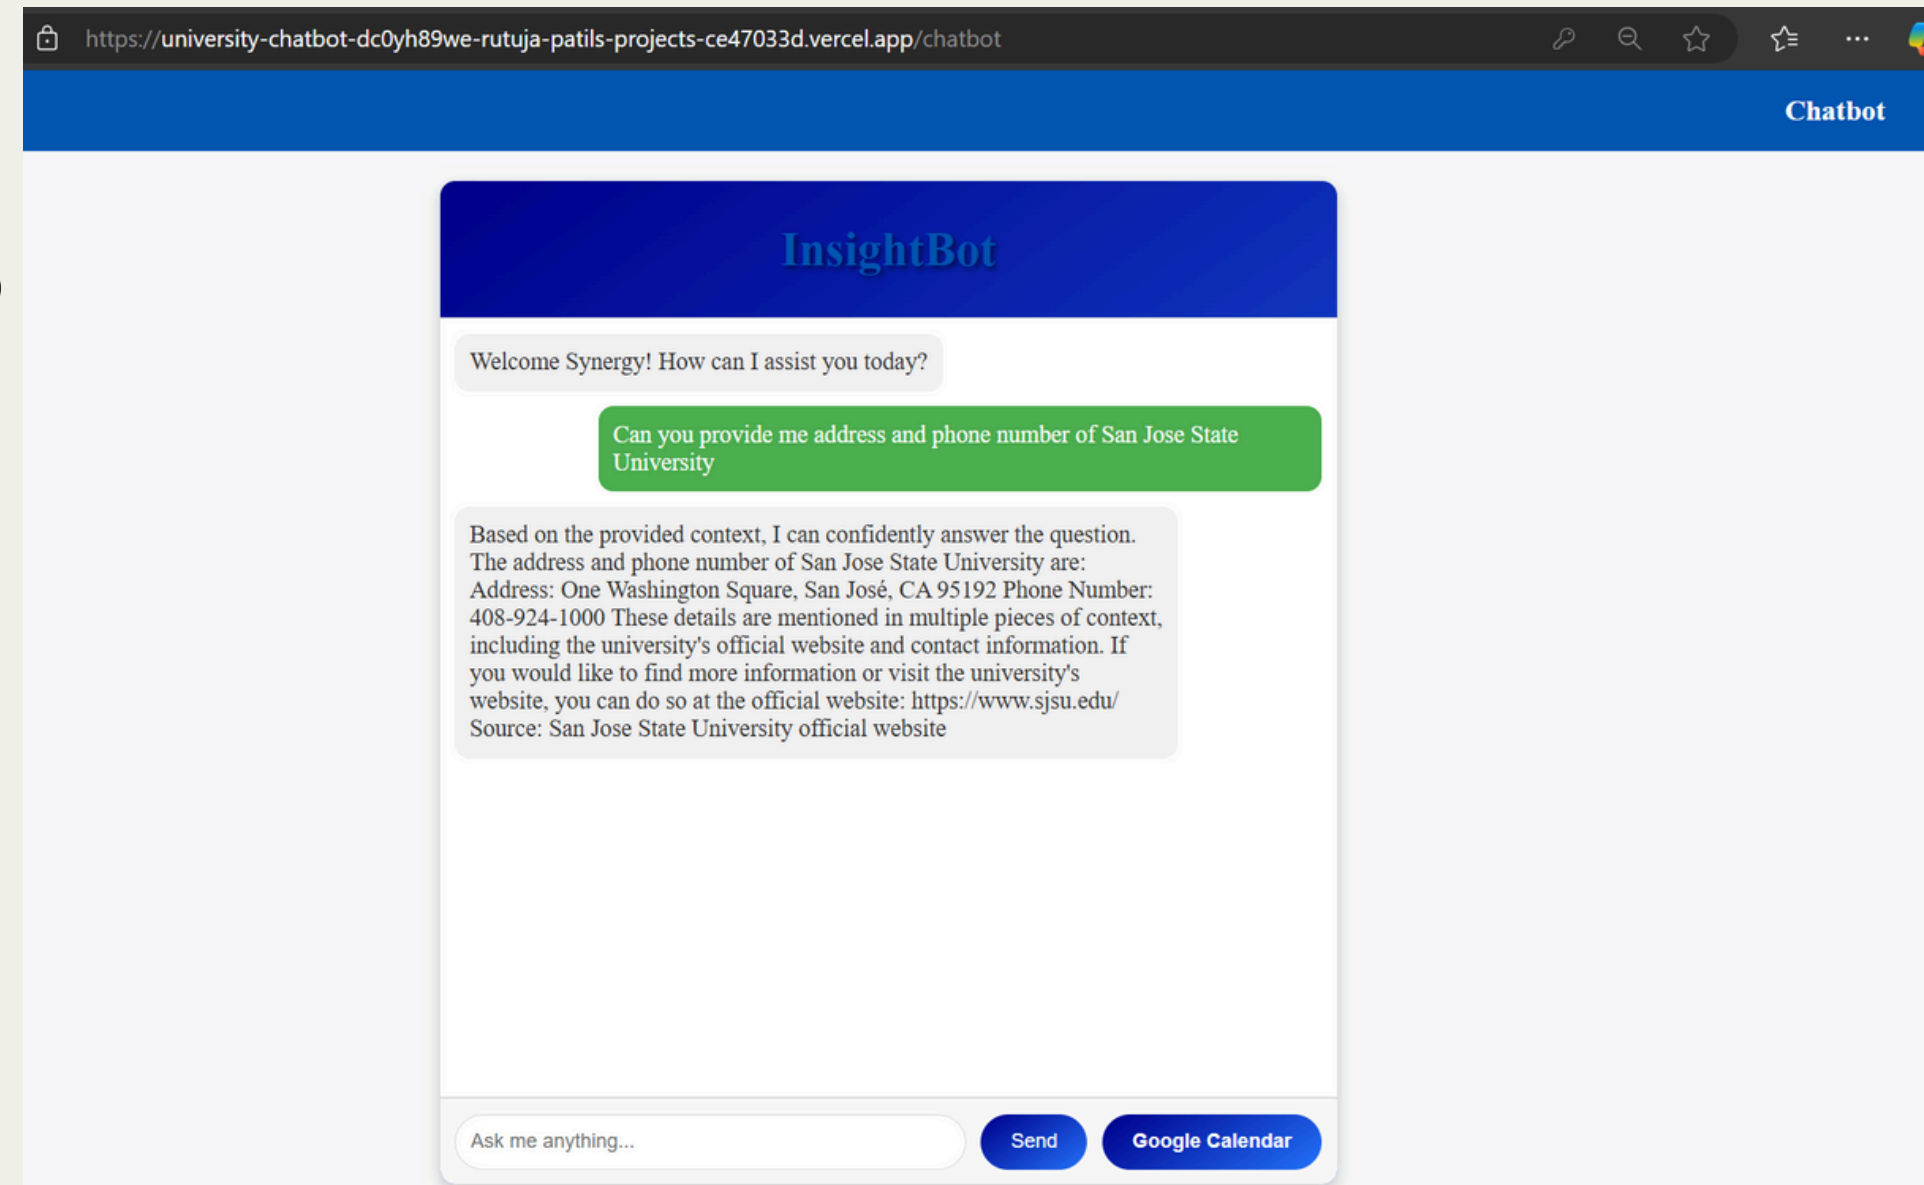 https://university-chatbot-dc0yh89we-rutuja-patils-projects-ce47033d.vercel.app/chatbot
Chatbot
InsightBot
Welcome Synergy! How can I assist you today?
Can you provide me address and phone number of San Jose State
University
Based on the provided context, I can confidently answer the question.
The address and phone number of San Jose State University are:
Address: One Washington Square, San José, CA 95192 Phone Number:
408-924-1000 These details are mentioned in multiple pieces of context,
including the university's official website and contact information. If
you would like to find more information or visit the university's
website, you can do so at the official website: https://www.sjsu.edu/
Source: San Jose State University official website
Ask me anything...
Send
Google Calendar